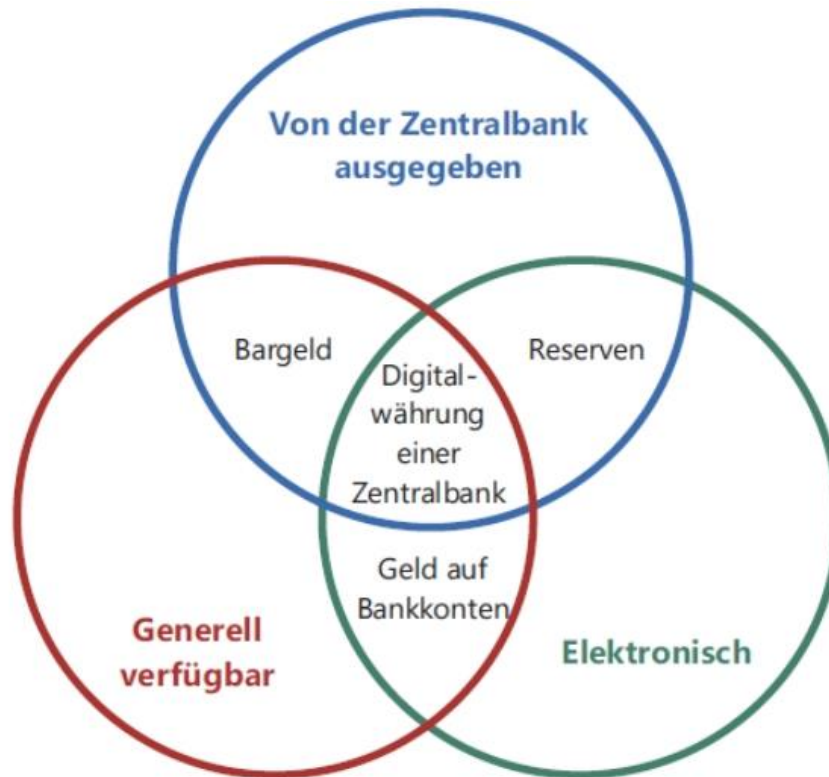 Von der Zentralbank
ausgegeben
Bargeld
Reserven
Digital-
währung
einer
Zentralbank
Geld auf
Bankkonten
Generell
verfügbar
Elektronisch